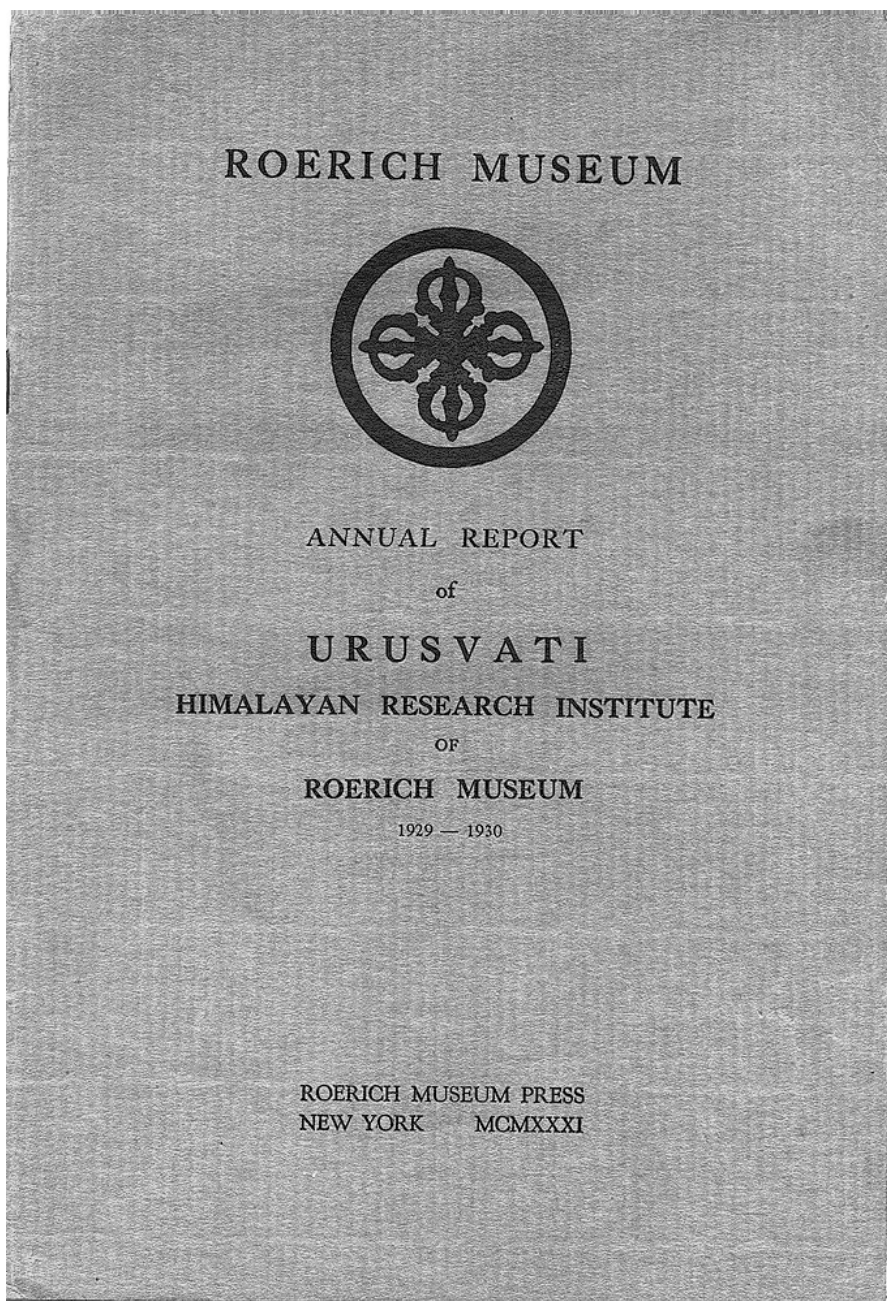 ROERICH MUSEUM
ANNUAL REPORT
of
URUSVATI
HIMALAYAN RESEARCH INSTITUTE
OF
ROERICH MUSEUM
1929 — 1930
ROERICH MUSEUM PRESS
NEW YORK MCMXXXI